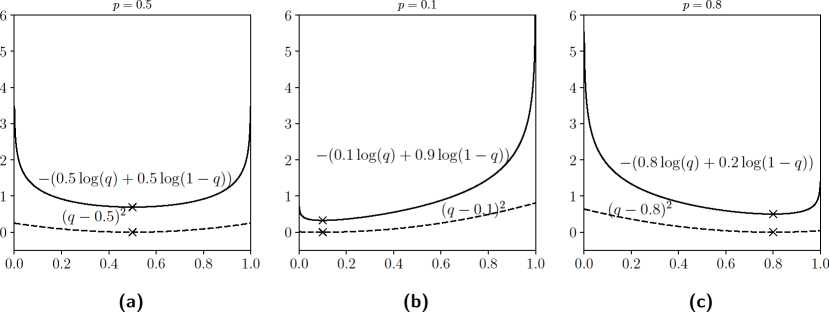 p = 0.5
6
5
4
3
2
1
0
−(0.5 log(q) + 0.5 log(1 − q))
(q − 0.5)²
0.0 0.2 0.4 0.6 0.8 1.0
(a)
p = 0.1
6
5
4
3
2
1
0
−(0.1 log(q) + 0.9 log(1 − q))
(q − 0.1)²
0.0 0.2 0.4 0.6 0.8 1.0
(b)
p = 0.8
6
5
4
3
2
1
0
−(0.8 log(q) + 0.2 log(1 − q))
(q − 0.8)²
0.0 0.2 0.4 0.6 0.8 1.0
(c)